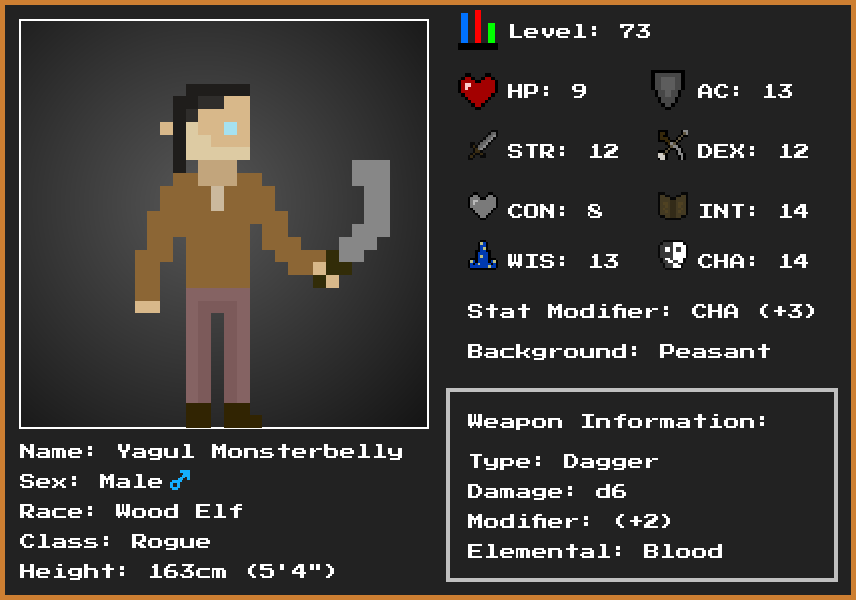 Level: 73
HP: 9
AC: 13
STR: 12
DEX: 12
CON: 8
INT: 14
WIS: 13
CHA: 14
Stat Modifier: CHA (+3)
Background: Peasant
Weapon Information:
Type: Dagger
Damage: d6
Modifier: (+2)
Elemental: Blood
Name: Yagul Monsterbelly
Sex: Male ♂
Race: Wood Elf
Class: Rogue
Height: 163cm (5'4")